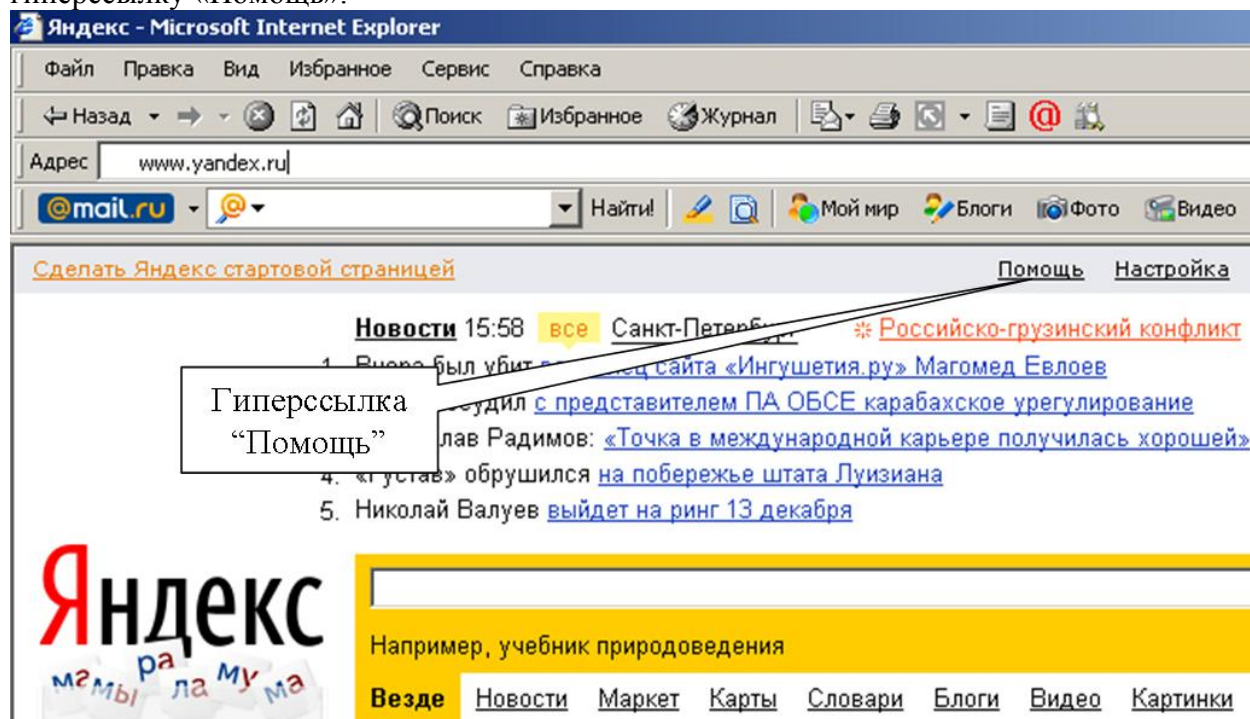 гиперссылку «Помощь».
Яндекс - Microsoft Internet Explorer
Файл Правка Вид Избранное Сервис Справка
Назад Поиск Избранное Журнал
Адрес www.yandex.ru
@mail.ru Найти! Мой мир Блоги Фото Видео
Сделать Яндекс стартовой страницей Помощь Настройка
Новости 15:58 все Санкт-Петербург Российско-грузинский конфликт
1. Вчера был убит сайта «Ингушетия.ру» Магомед Евлоев
с представителем ПА ОБСЕ карабахское урегулирование
Радимов: «Точка в международной карьере получилась хорошей»
4. «Густав» обрушился на побережье штата Луизиана
5. Николай Валуев выйдет на ринг 13 декабря
Гиперссылка
“Помощь”
Яндекс
мамы ра ла му ма
Например, учебник природоведения
Везде Новости Маркет Карты Словари Блоги Видео Картинки